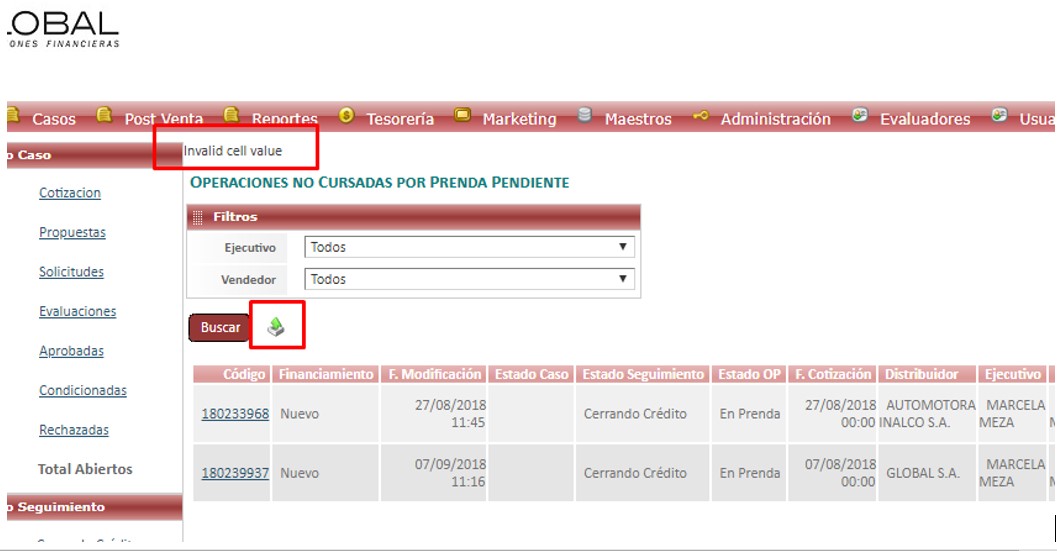 LOBAL
ONES FINANCIERAS
Casos Post Venta Reportes Tesorería Marketing Maestros Administración Evaluadores Usua
o Caso
Invalid cell value
Cotizacion
Propuestas
Solicitudes
Evaluaciones
Aprobadas
Condicionadas
Rechazadas
Total Abiertos
o Seguimiento
OPERACIONES NO CURSADAS POR PRENDA PENDIENTE
Filtros
Ejecutivo Todos
Vendedor Todos
Buscar
Código Financiamiento F. Modificación Estado Caso Estado Seguimiento Estado OP F. Cotización Distribuidor Ejecutivo
180233968 Nuevo 27/08/2018 11:45 Cerrando Crédito En Prenda 27/08/2018 00:00 AUTOMOTORA INALCO S.A. MARCELA MEZA
180239937 Nuevo 07/09/2018 11:16 Cerrando Crédito En Prenda 07/08/2018 00:00 GLOBAL S.A. MARCELA MEZA